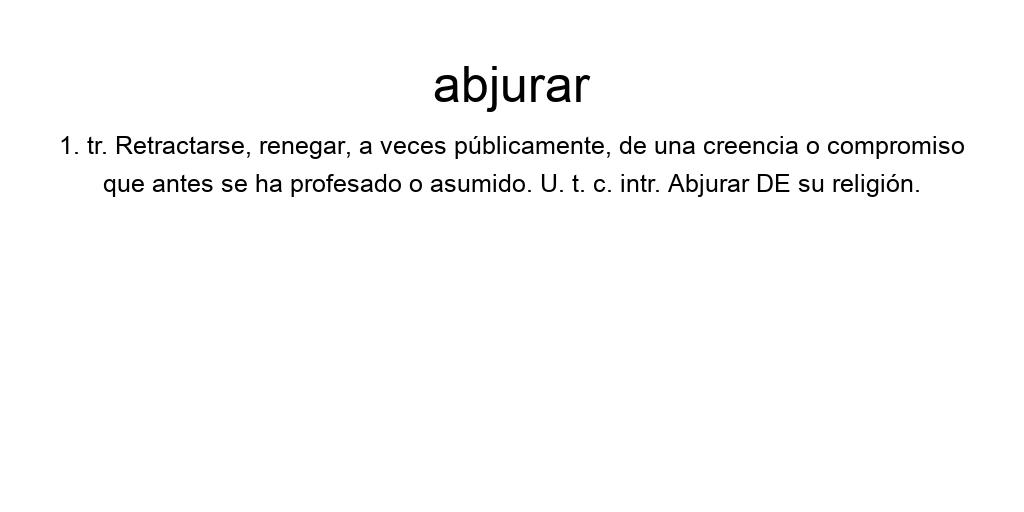 abjurar
1. tr. Retractarse, renegar, a veces públicamente, de una creencia o compromiso
que antes se ha profesado o asumido. U. t. c. intr. Abjurar DE su religión.